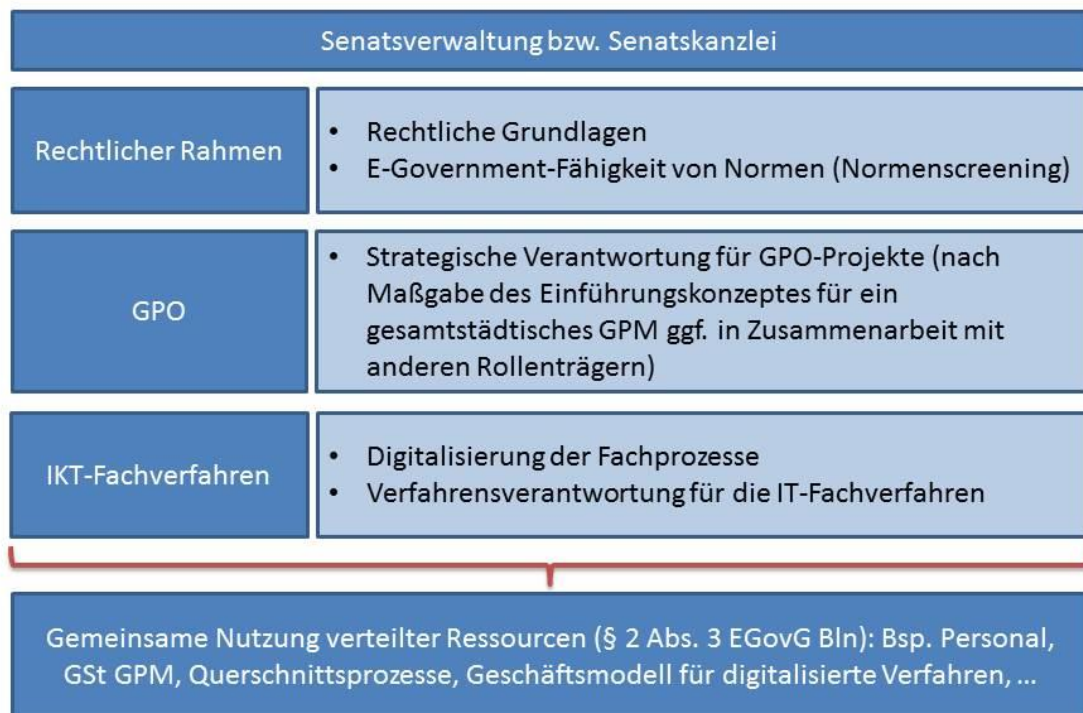 Senatsverwaltung bzw. Senatskanzlei
Rechtlicher Rahmen
• Rechtliche Grundlagen
• E-Government-Fähigkeit von Normen (Normenscreening)
GPO
• Strategische Verantwortung für GPO-Projekte (nach
Maßgabe des Einführungskonzeptes für ein
gesamtstädtisches GPM ggf. in Zusammenarbeit mit
anderen Rollenträgern)
IKT-Fachverfahren
• Digitalisierung der Fachprozesse
• Verfahrensverantwortung für die IT-Fachverfahren
Gemeinsame Nutzung verteilter Ressourcen (§ 2 Abs. 3 EGovG Bln): Bsp. Personal,
GSt GPM, Querschnittsprozesse, Geschäftsmodell für digitalisierte Verfahren, ...